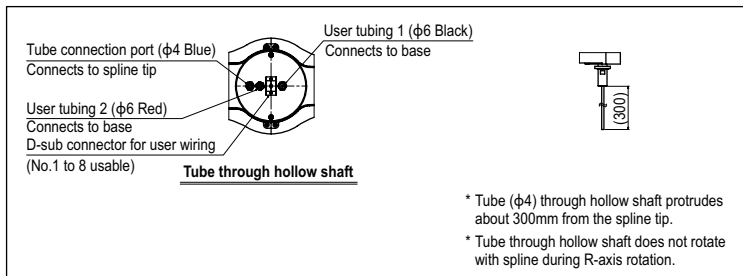 User tubing 1 (ϕ6 Black)
Connects to base
Tube connection port (ϕ4 Blue)
Connects to spline tip
User tubing 2 (ϕ6 Red)
Connects to base
D-sub connector for user wiring
(No.1 to 8 usable)
Tube through hollow shaft
(300)
* Tube (ϕ4) through hollow shaft protrudes
about 300mm from the spline tip.
* Tube through hollow shaft does not rotate
with spline during R-axis rotation.